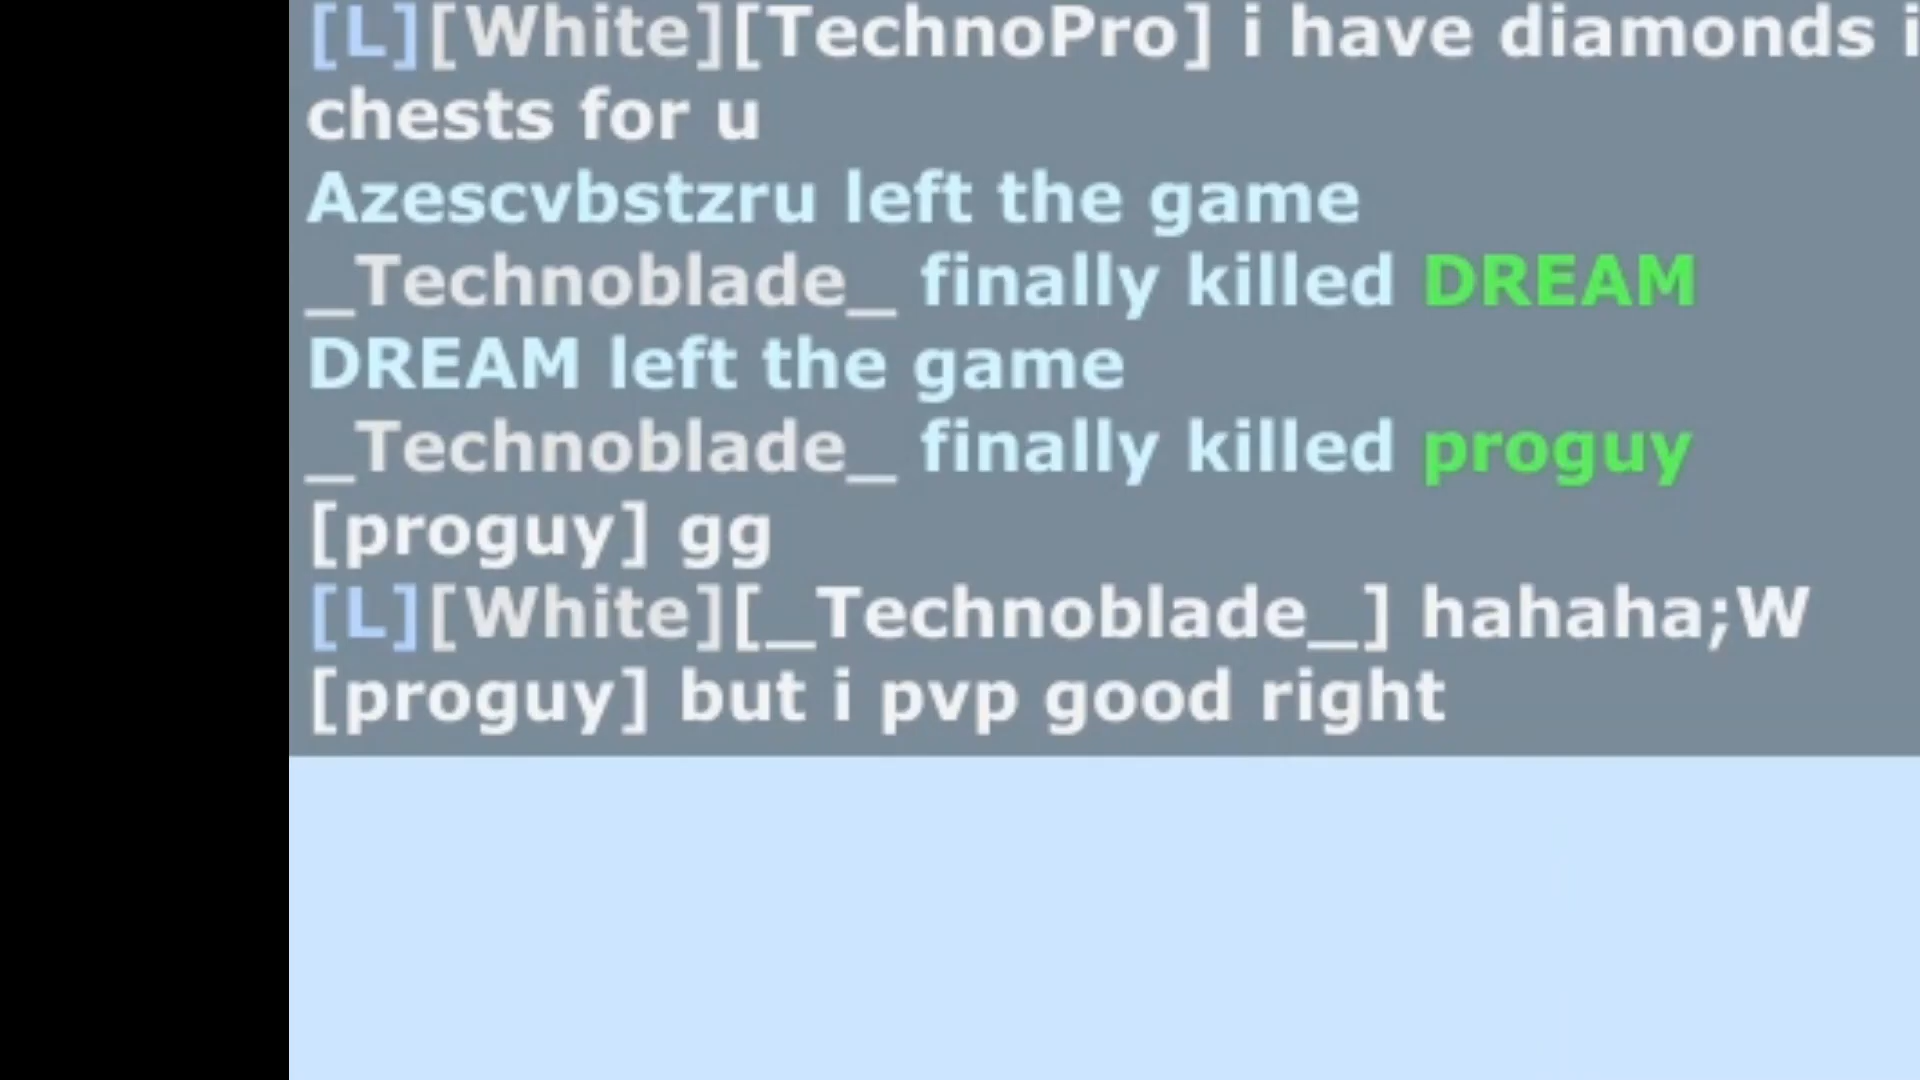 [L][White][TechnoPro] i have diamonds i
chests for u
Azescvbstzru left the game
_Technoblade_ finally killed DREAM
DREAM left the game
_Technoblade_ finally killed proguy
[proguy] gg
[L][White][_Technoblade_] hahaha;W
[proguy] but i pvp good right